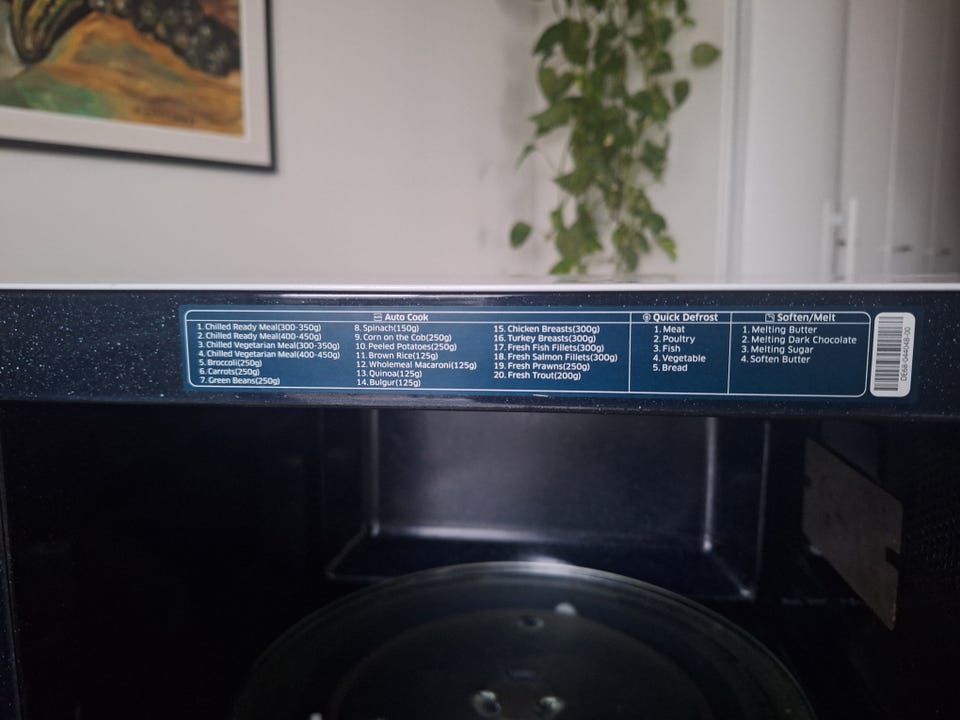 Auto Cook
1. Chilled Ready Meal(300-350g)
2. Chilled Ready Meal(400-450g)
3. Chilled Vegetarian Meal(300-350g)
4. Chilled Vegetarian Meal(400-450g)
5. Broccoli(250g)
6. Carrots(250g)
7. Green Beans(250g)
8. Spinach(150g)
9. Corn on the Cob(250g)
10. Peeled Potatoes(250g)
11. Brown Rice(125g)
12. Wholemeal Macaroni(125g)
13. Quinoa(125g)
14. Bulgur(125g)
15. Chicken Breasts(300g)
16. Turkey Breasts(300g)
17. Fresh Fish Fillets(300g)
18. Fresh Salmon Fillets(300g)
19. Fresh Prawns(250g)
20. Fresh Trout(200g)
Quick Defrost
1. Meat
2. Poultry
3. Fish
4. Vegetable
5. Bread
Soften/Melt
1. Melting Butter
2. Melting Dark Chocolate
3. Melting Sugar
4. Soften Butter
DE68-04404B-00